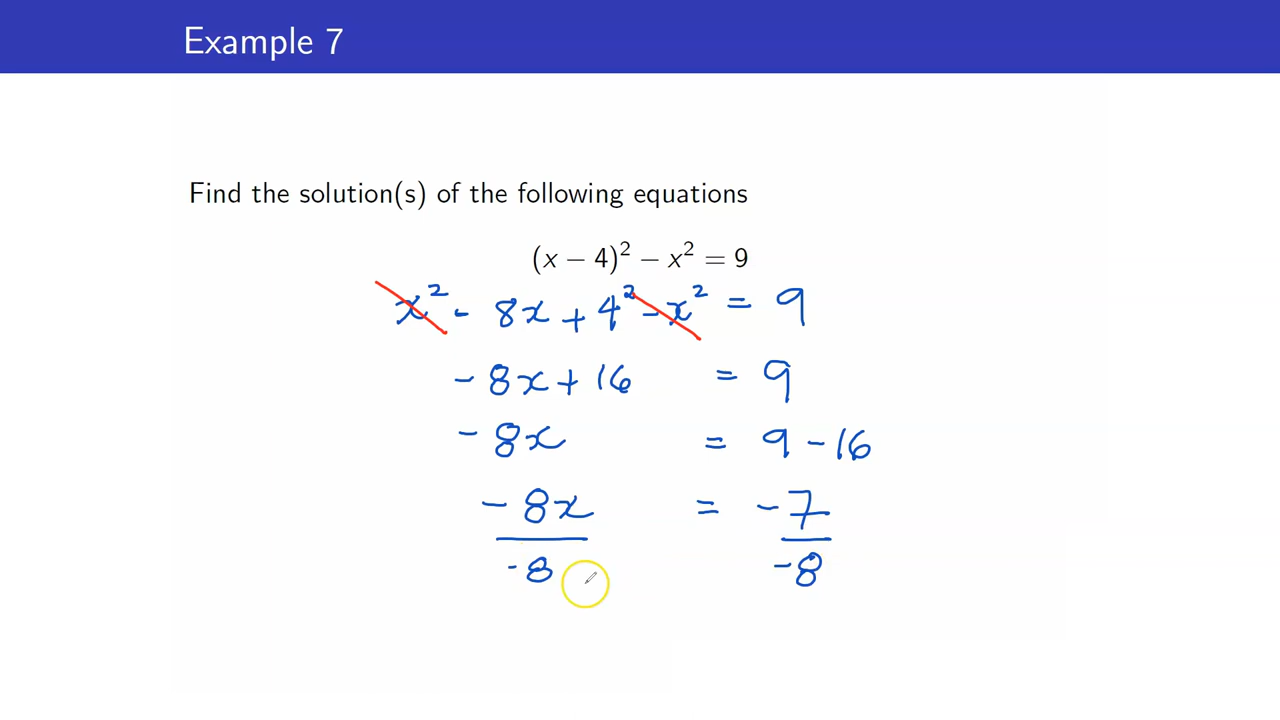 Example 7
Find the solution(s) of the following equations
(x − 4)² − x² = 9
x² - 8x + 4² - x² = 9
- 8x + 16 = 9
- 8x = 9 - 16
- 8x = - 7
-8 -8